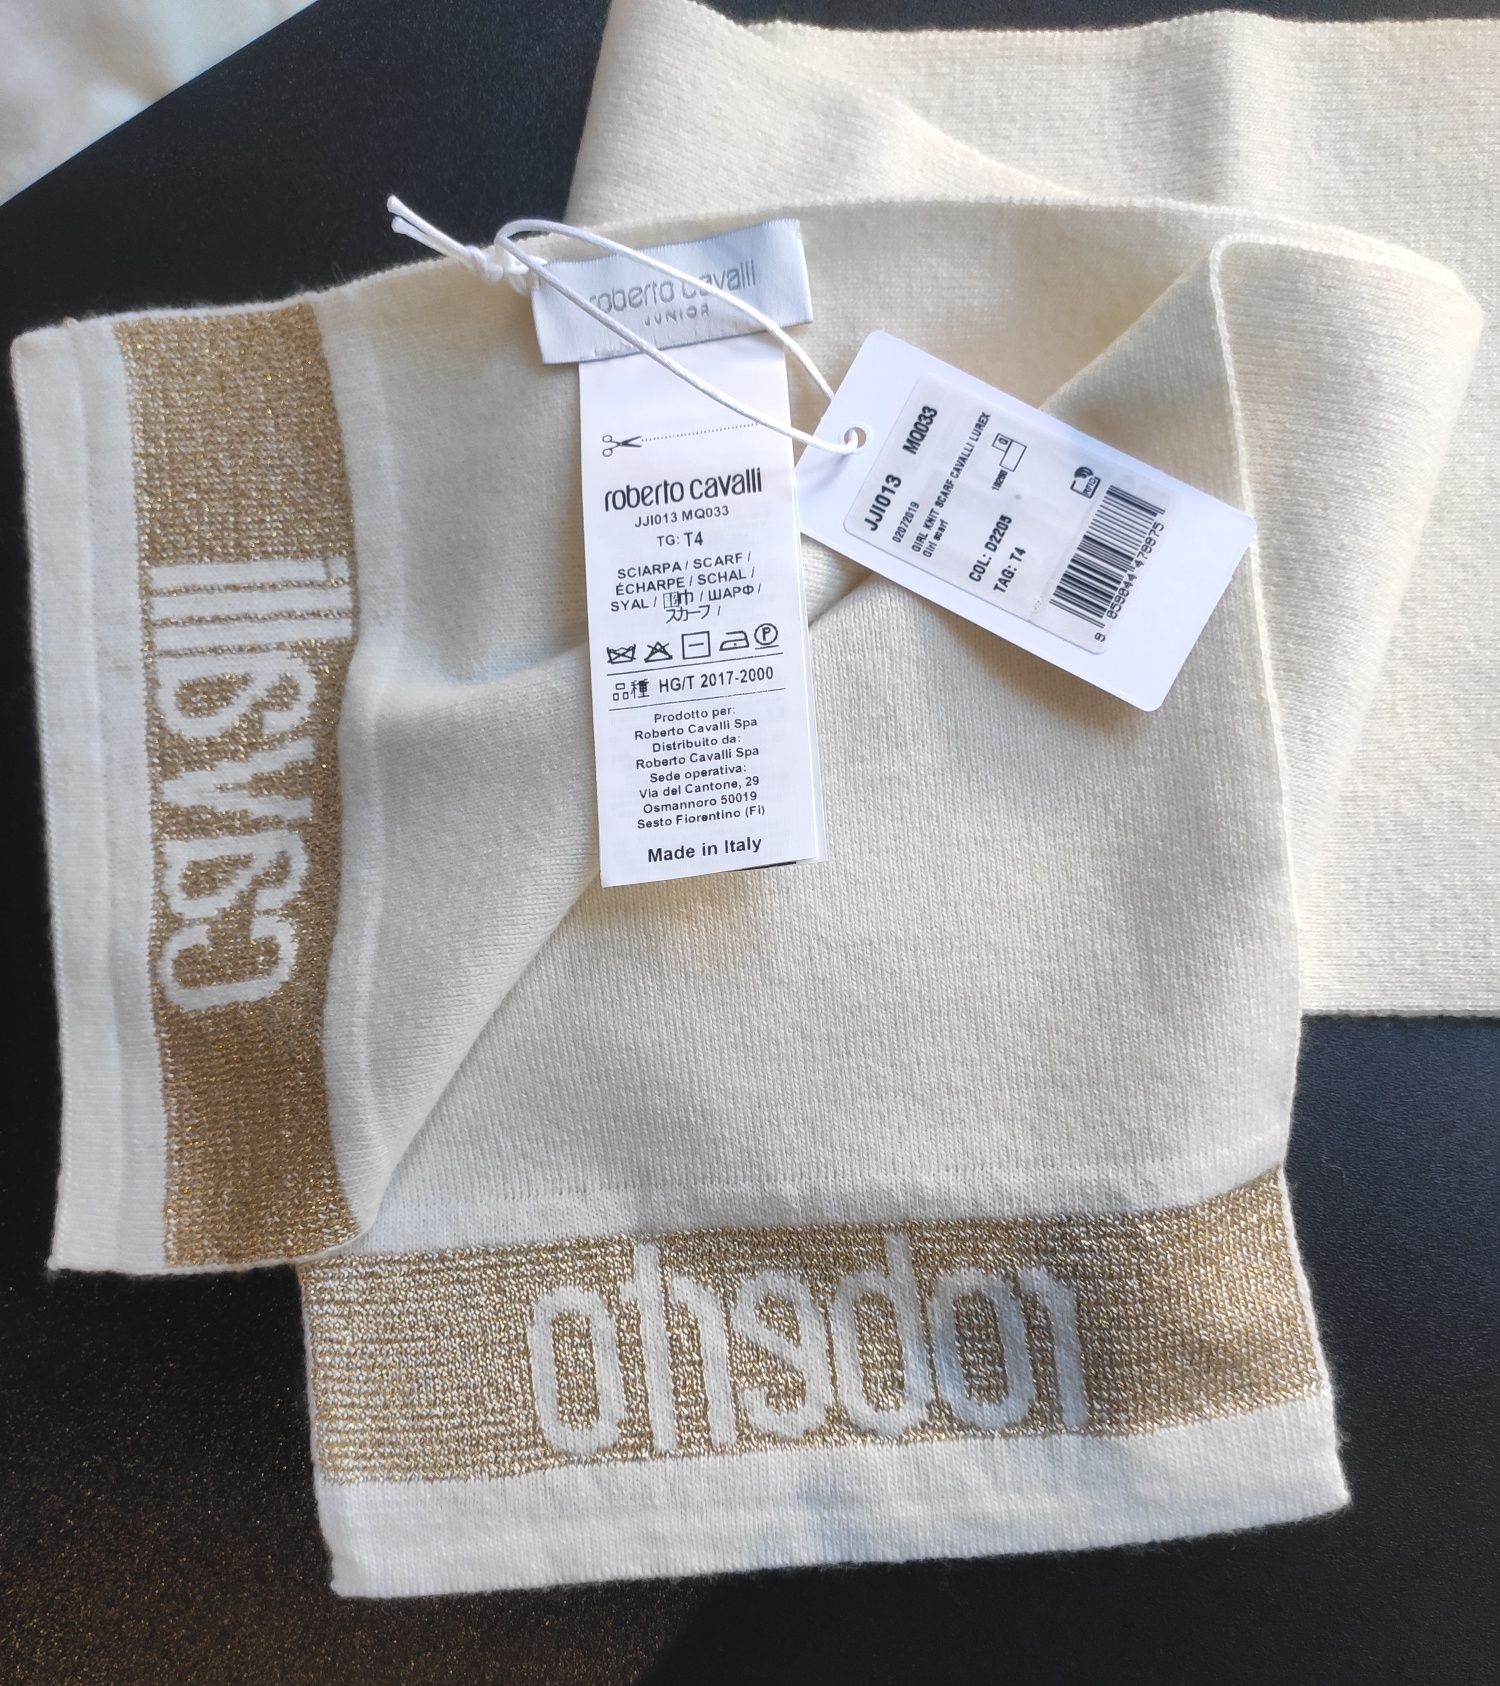 roberto cavalli
JUNIOR
roberto cavalli
JJI013 MQ033
TG: T4
SCIARPA / SCARF /
ÉCHARPE / SCHAL /
SYAL / 围巾 / ШАРФ /
スカーフ /
P
品種 HG/T 2017-2000
Prodotto per:
Roberto Cavalli Spa
Distribuito da:
Roberto Cavalli Spa
Sede operativa:
Via del Cantone, 29
Osmannoro 50019
Sesto Fiorentino (Fi)
Made in Italy
JJI013 MQ033
02072019
GIRL KNIT SCARF CAVALLI LUREX
Girl scarf
COL: D2205
TAG: T4
cavalli
roberto